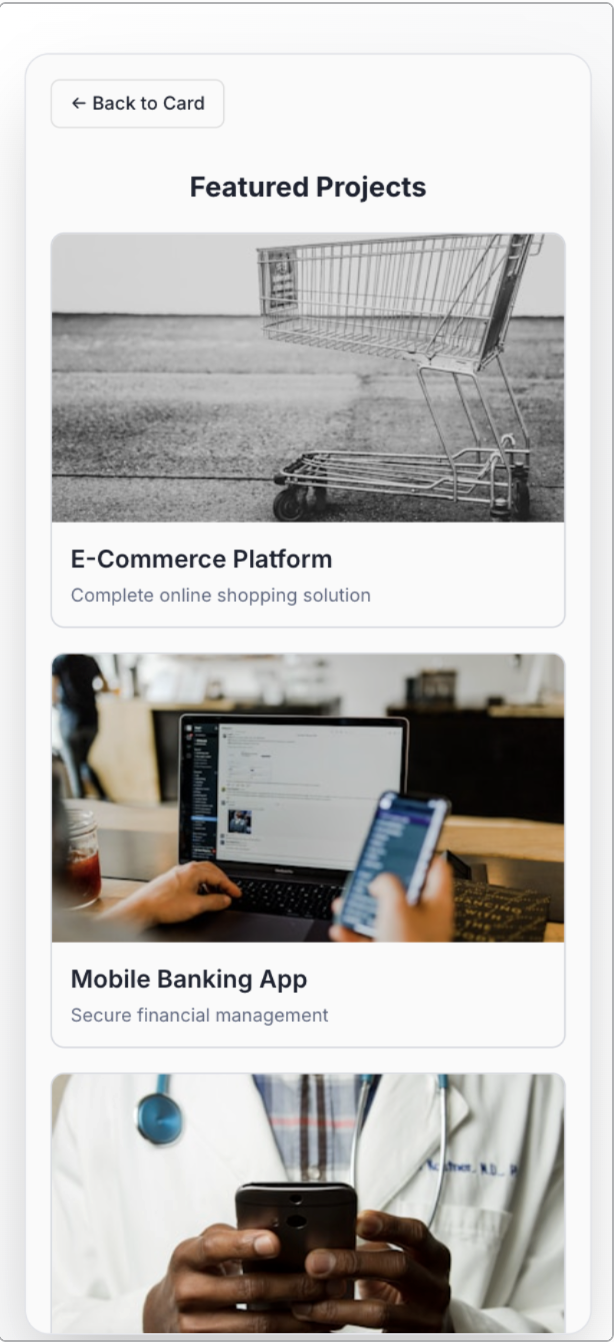 ← Back to Card
Featured Projects
E-Commerce Platform
Complete online shopping solution
Mobile Banking App
Secure financial management